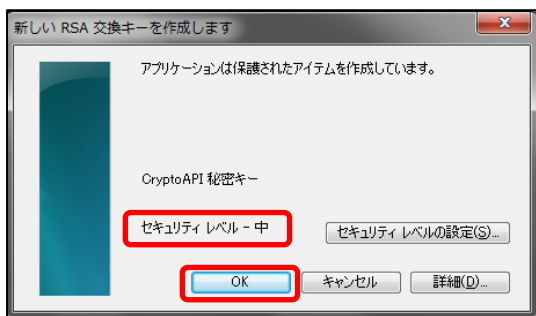 新しい RSA 交換キーを作成します
アプリケーションは保護されたアイテムを作成しています。
CryptoAPI 秘密キー
セキュリティ レベル - 中
セキュリティ レベルの設定(S)...
OK
キャンセル
詳細(D)...